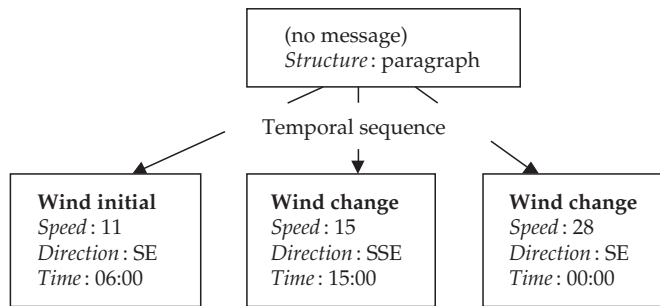 (no message)
Structure : paragraph
Temporal sequence
Wind initial
Speed : 11
Direction : SE
Time : 06:00
Wind change
Speed : 15
Direction : SSE
Time : 15:00
Wind change
Speed : 28
Direction : SE
Time : 00:00